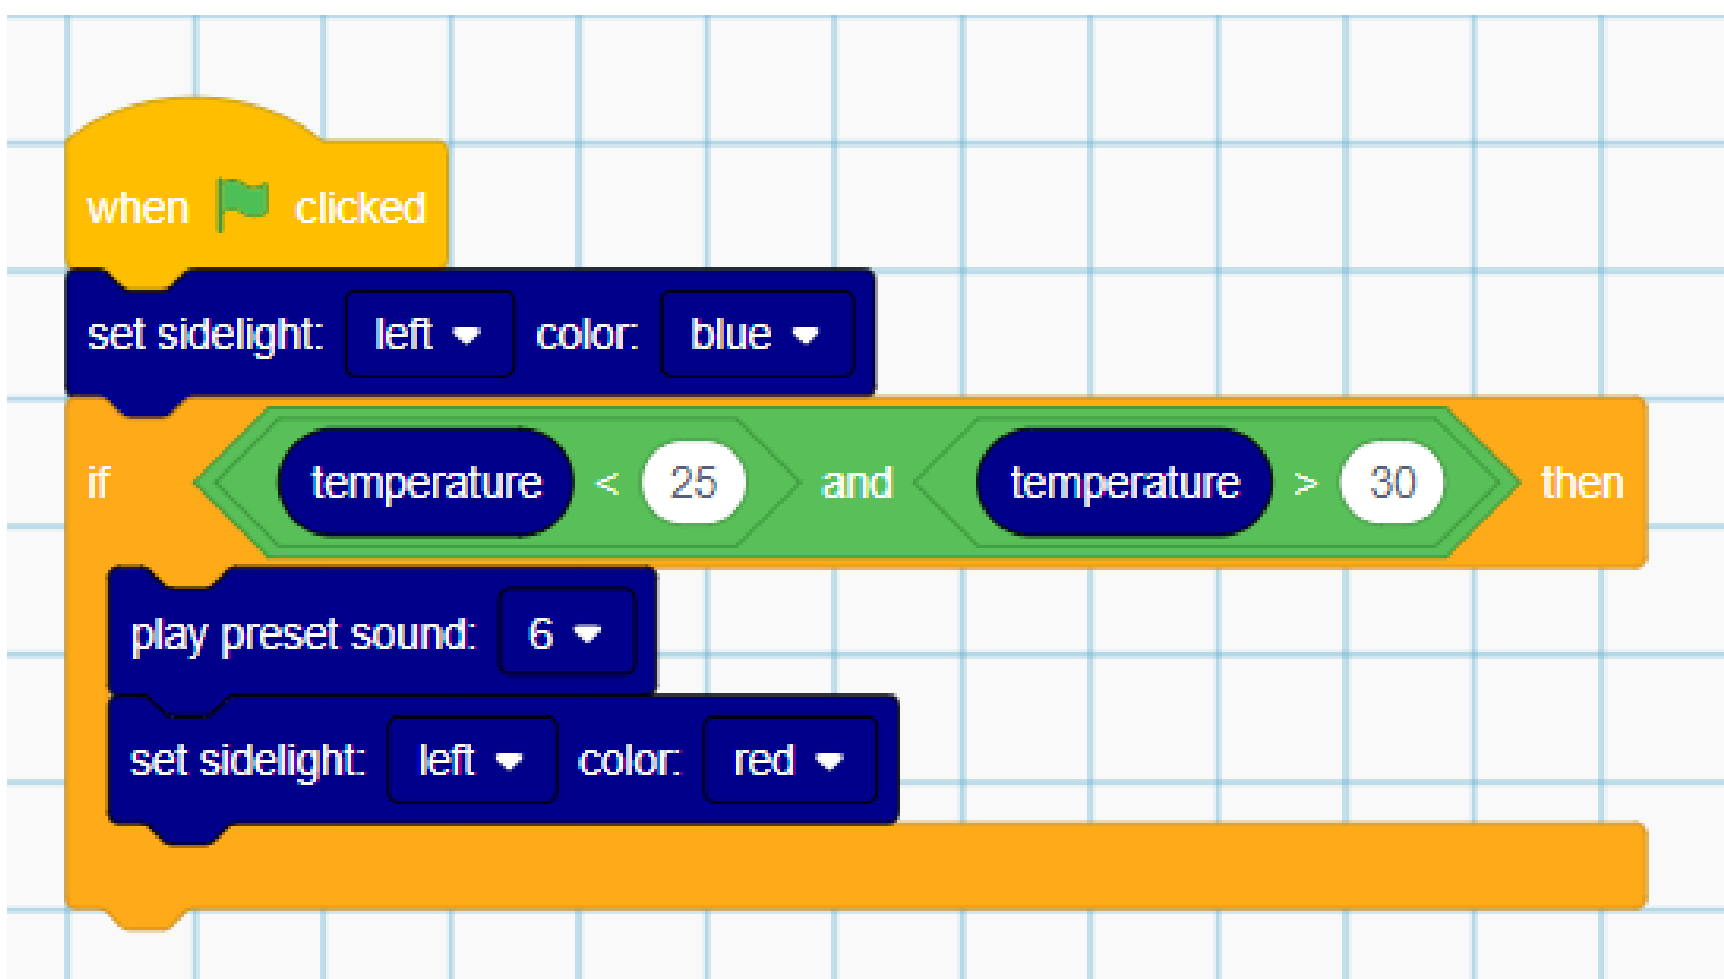 when clicked
set sidelight: left color: blue
if temperature < 25 and temperature > 30 then
play preset sound: 6
set sidelight: left color: red